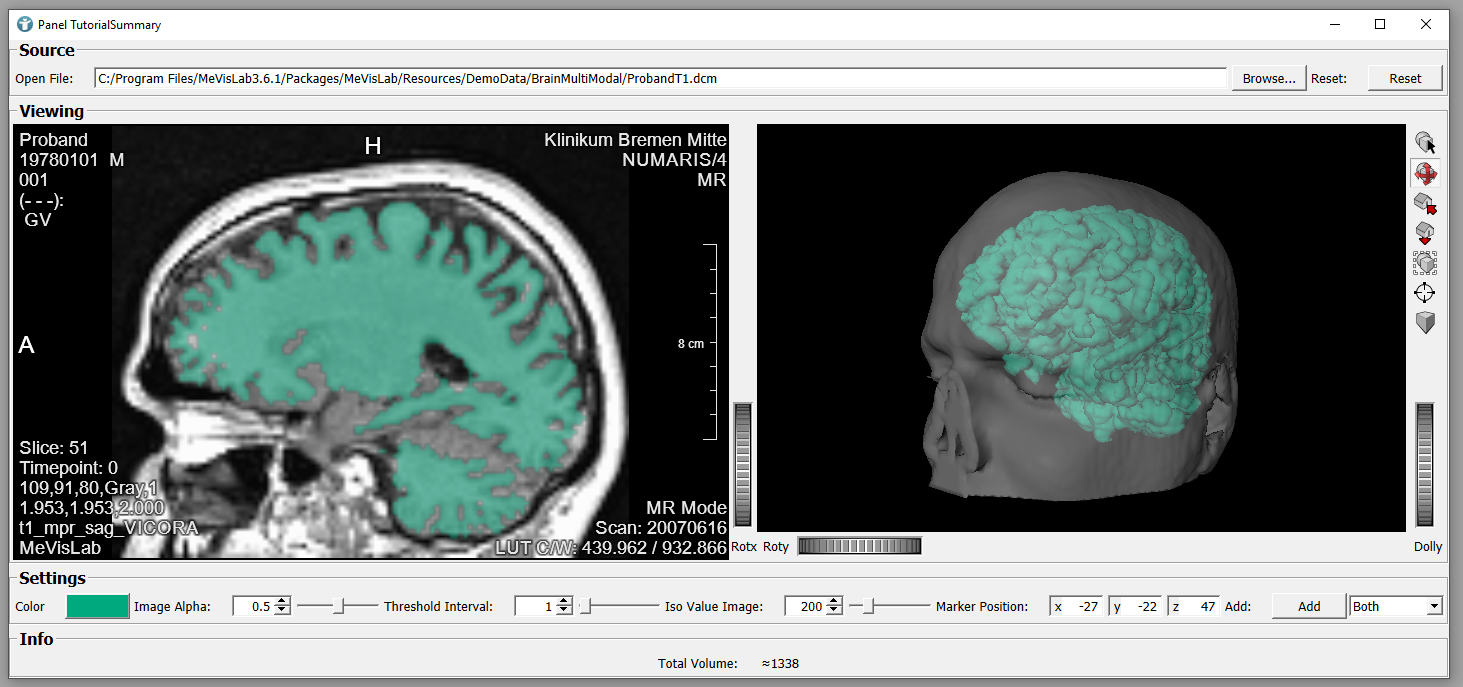 Panel TutorialSummary
Source
Open File: C:/Program Files/MeVisLab3.6.1/Packages/MeVisLab/Resources/DemoData/BrainMultiModal/ProbandT1.dcm Browse... Reset: Reset
Viewing
Proband
19780101 M
001
(- - -):
GV
H
Klinikum Bremen Mitte
NUMARIS/4
MR
A
8 cm
Slice: 51
Timepoint: 0
109,91,80,Gray,1
1.953,1.953,2.000
t1_mpr_sag_VICORA
MeVisLab
MR Mode
Scan: 20070616
LUT C/W: 439.962 / 932.866
Rotx Roty
Dolly
Settings
Color Image Alpha: 0.5 Threshold Interval: 1 Iso Value Image: 200 Marker Position: x -27 y -22 z 47 Add: Add Both
Info
Total Volume: ≈1338